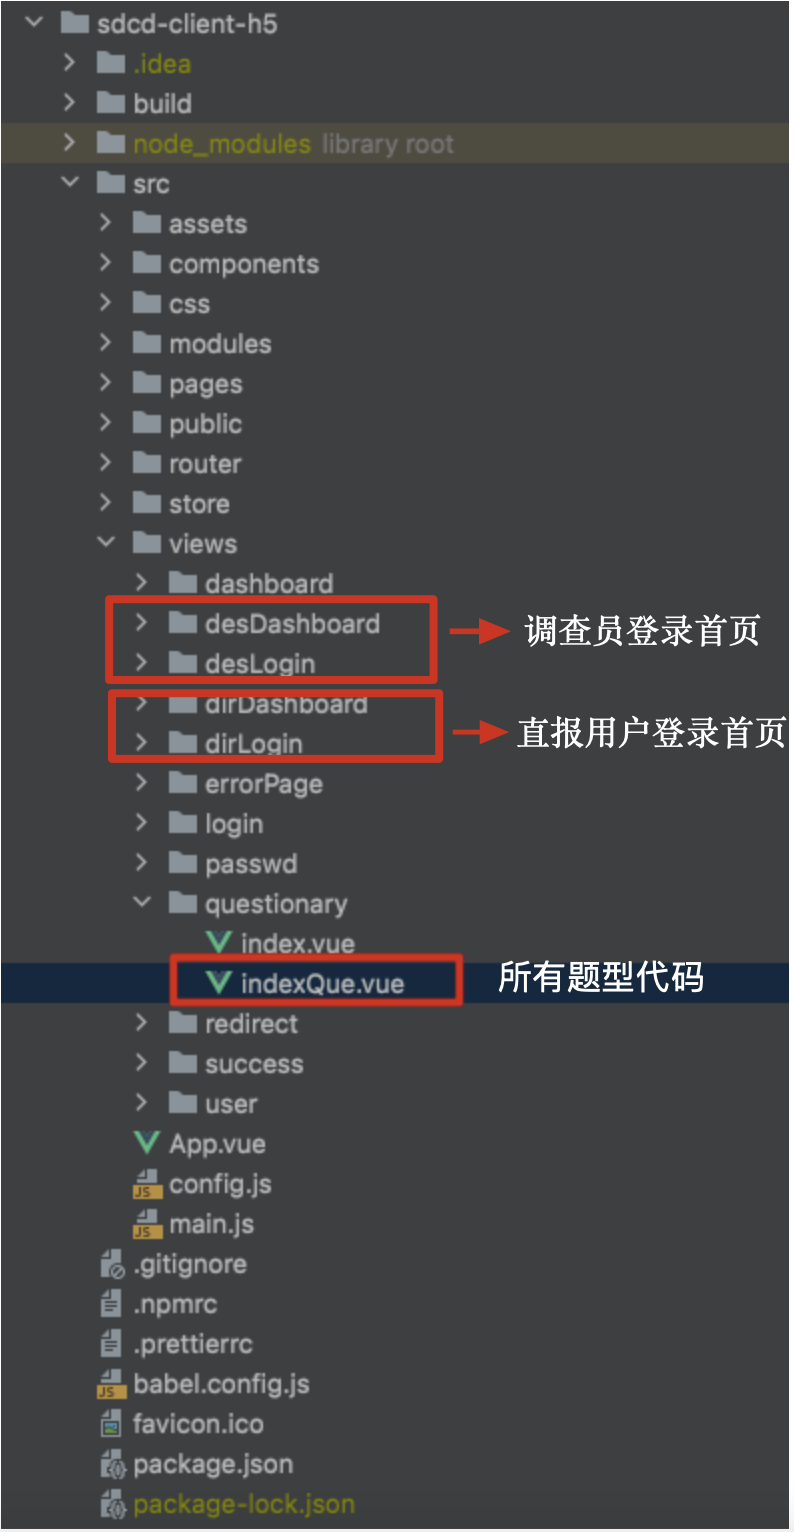 sdcd-client-h5
.idea
build
node_modules library root
src
assets
components
css
modules
pages
public
router
store
views
dashboard
desDashboard
desLogin
调查员登录首页
dirDashboard
dirLogin
直报用户登录首页
errorPage
login
passwd
questionary
index.vue
indexQue.vue
所有题型代码
redirect
success
user
App.vue
JS config.js
JS main.js
.gitignore
.npmrc
.prettierrc
JS babel.config.js
favicon.ico
package.json
package-lock.json